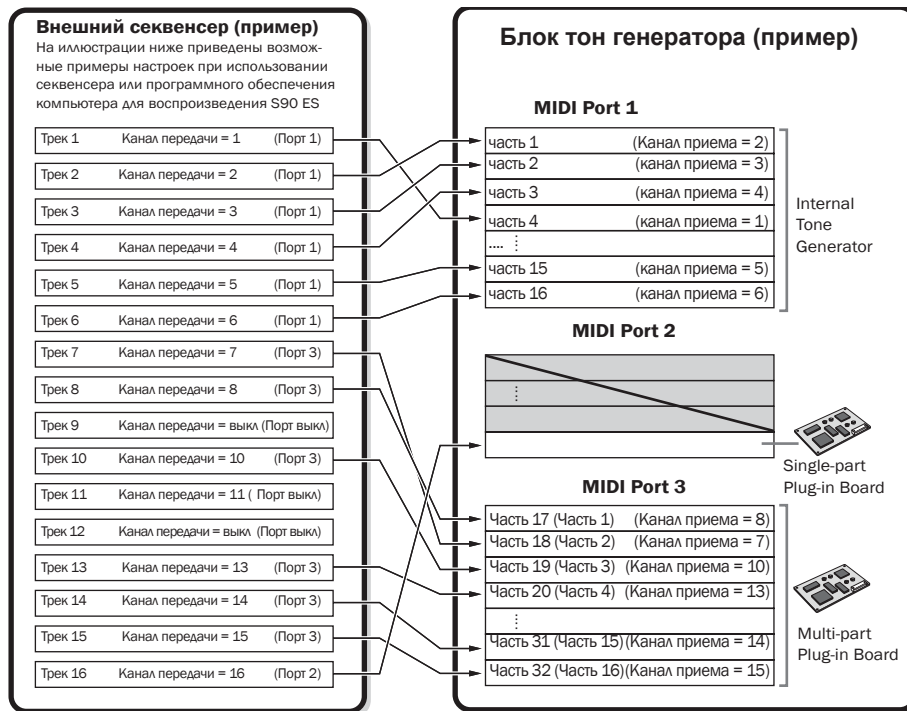 Внешний секвенсер (пример)
На иллюстрации ниже приведены возмож-
ные примеры настроек при использовании
секвенсера или программного обеспечения
компьютера для воспроизведения S90 ES
Трек 1 Канал передачи = 1 (Порт 1)
Трек 2 Канал передачи = 2 (Порт 1)
Трек 3 Канал передачи = 3 (Порт 1)
Трек 4 Канал передачи = 4 (Порт 1)
Трек 5 Канал передачи = 5 (Порт 1)
Трек 6 Канал передачи = 6 (Порт 1)
Трек 7 Канал передачи = 7 (Порт 3)
Трек 8 Канал передачи = 8 (Порт 3)
Трек 9 Канал передачи = выкл (Порт выкл)
Трек 10 Канал передачи = 10 (Порт 3)
Трек 11 Канал передачи = 11 ( Порт выкл)
Трек 12 Канал передачи = выкл (Порт выкл)
Трек 13 Канал передачи = 13 (Порт 3)
Трек 14 Канал передачи = 14 (Порт 3)
Трек 15 Канал передачи = 15 (Порт 3)
Трек 16 Канал передачи = 16 (Порт 2)
Блок тон генератора (пример)
MIDI Port 1
часть 1 (Канал приема = 2)
часть 2 (канал приема = 3)
часть 3 (канал приема = 4)
часть 4 (канал приема = 1)
....
часть 15 (канал приема = 5)
часть 16 (канал приема = 6)
Internal
Tone
Generator
MIDI Port 2
Single-part
Plug-in Board
MIDI Port 3
Часть 17 (Часть 1) (Канал приема = 8)
Часть 18 (Часть 2) (Канал приема = 7)
Часть 19 (Часть 3) (Канал приема = 10)
Часть 20 (Часть 4) (Канал приема = 13)
Часть 31 (Часть 15)(Канал приема = 14)
Часть 32 (Часть 16)(Канал приема = 15)
Multi-part
Plug-in Board